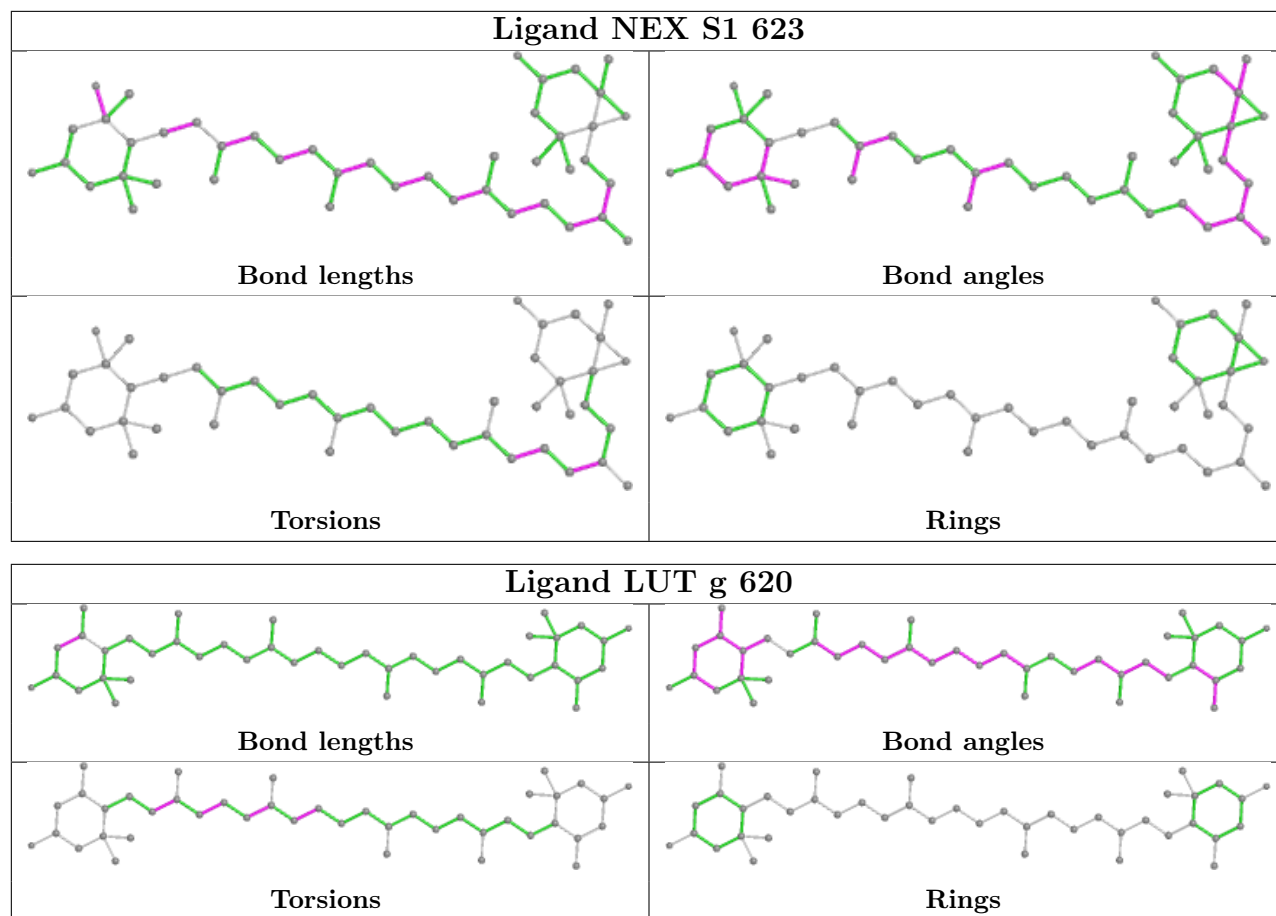 Ligand NEX S1 623
Bond lengths
Bond angles
Torsions
Rings
Ligand LUT g 620
Bond lengths
Bond angles
Torsions
Rings